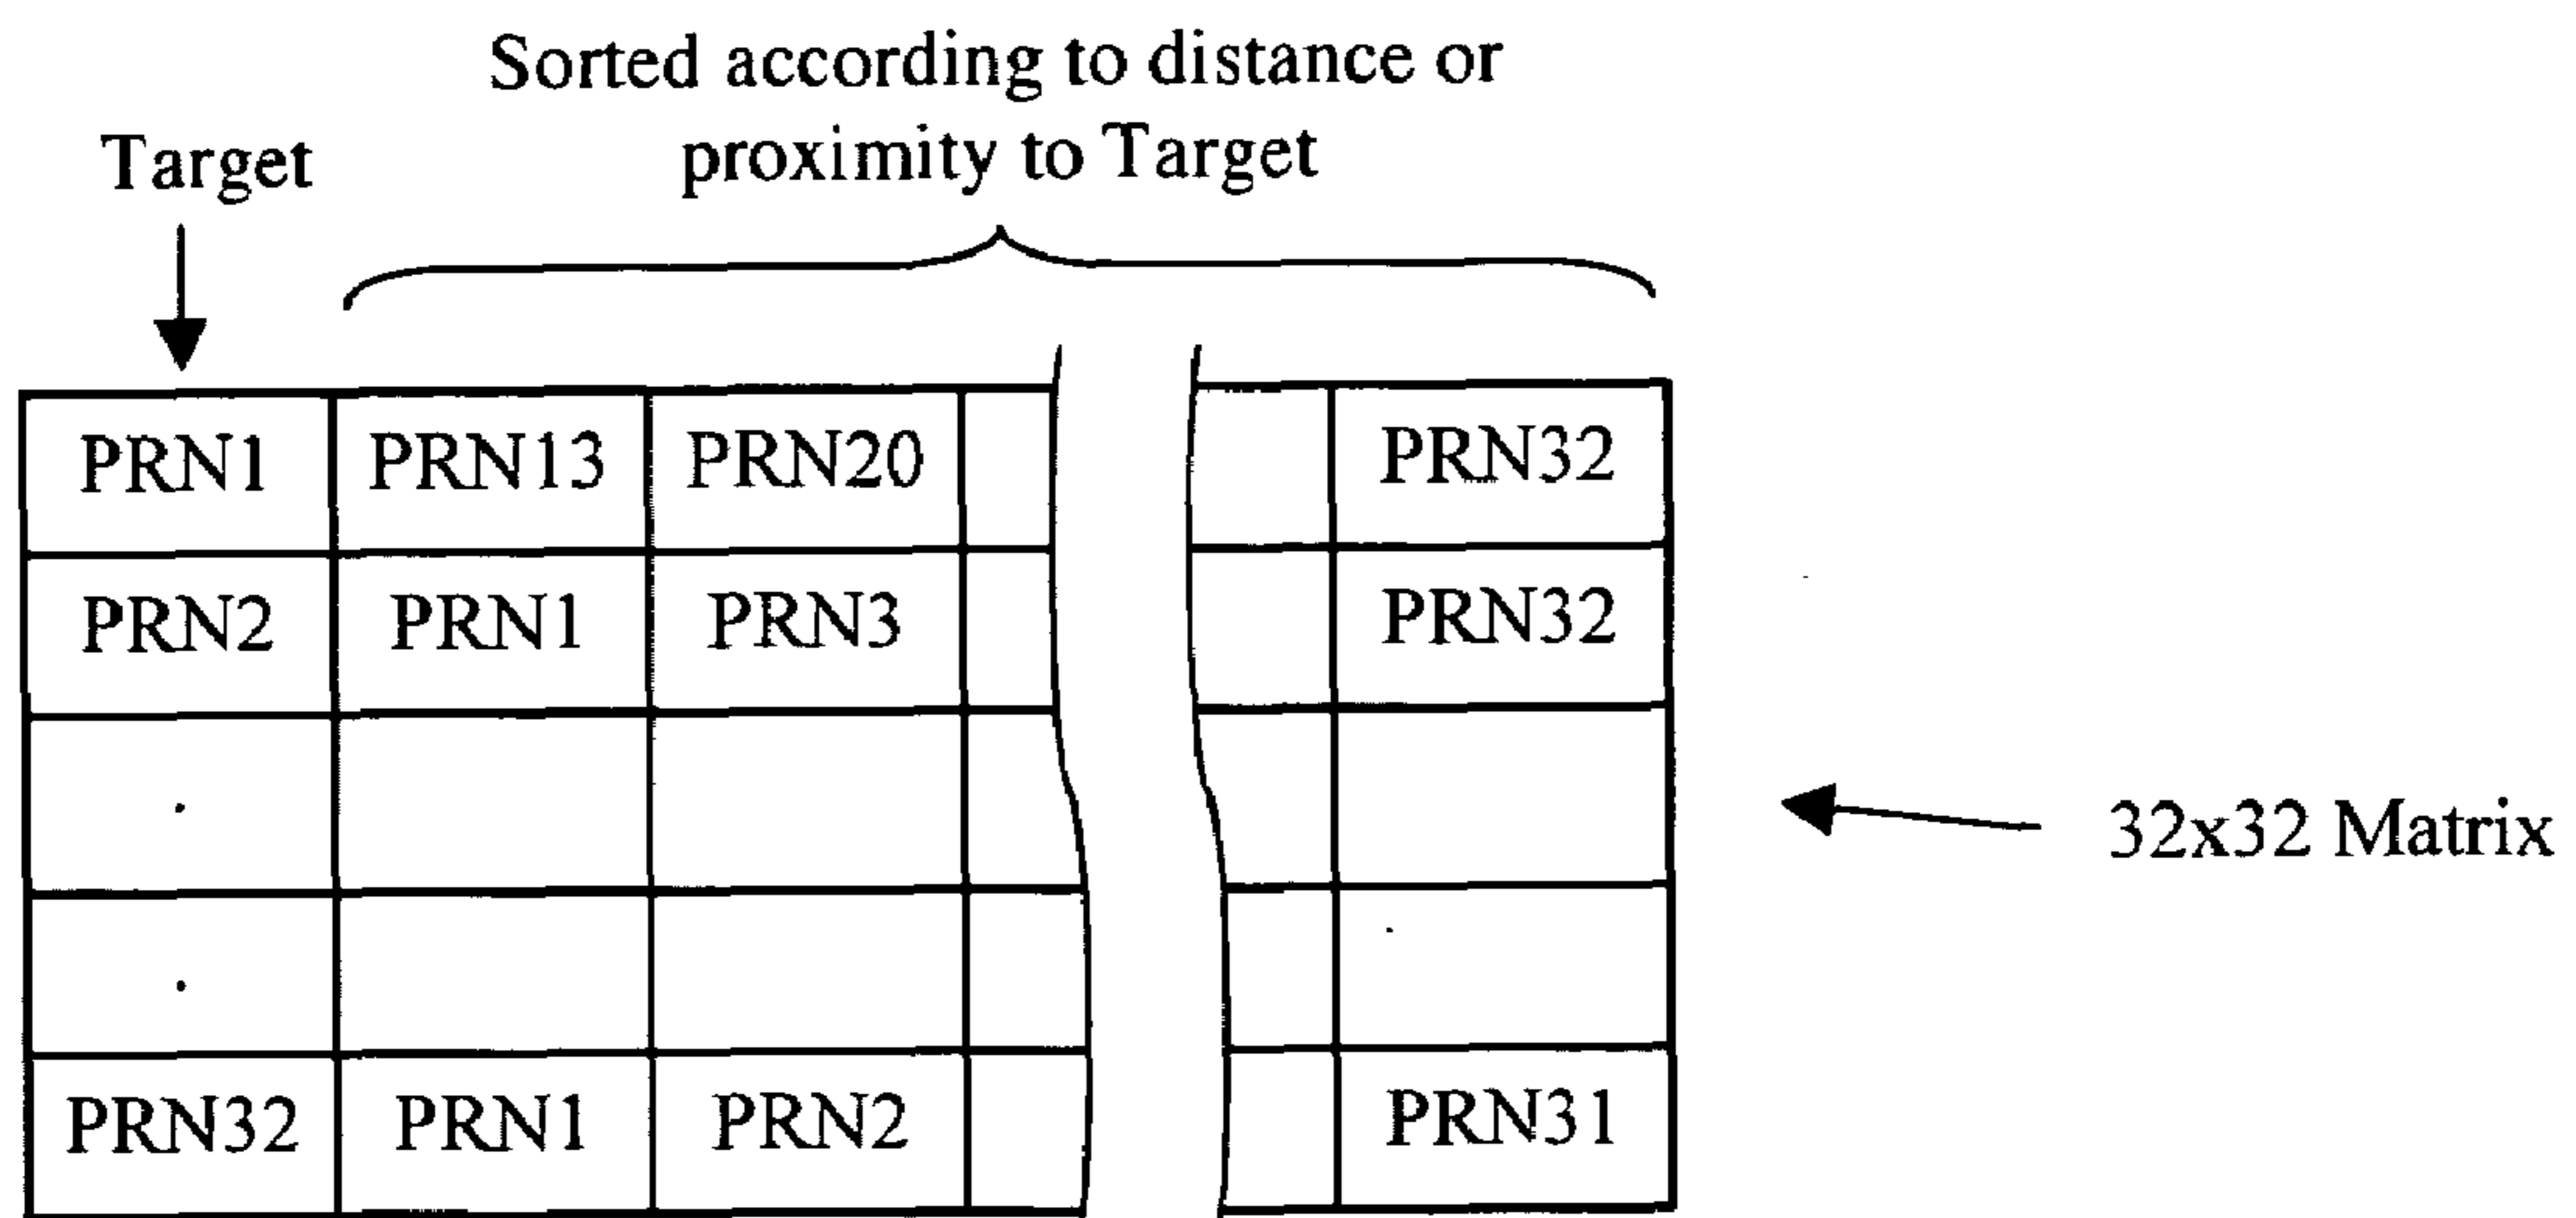 Sorted according to distance or
proximity to Target
Target
PRN1 PRN13 PRN20 PRN32
PRN2 PRN1 PRN3 PRN32
.
32x32 Matrix
.
PRN32 PRN1 PRN2 PRN31